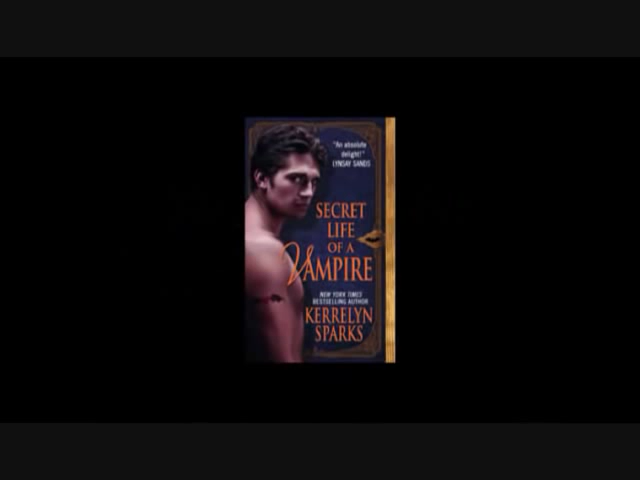 "An absolute
delight!"
LYNSAY SANDS
SECRET
LIFE
OF A
VAMPIRE
NEW YORK TIMES
BESTSELLING AUTHOR
KERRELYN
SPARKS